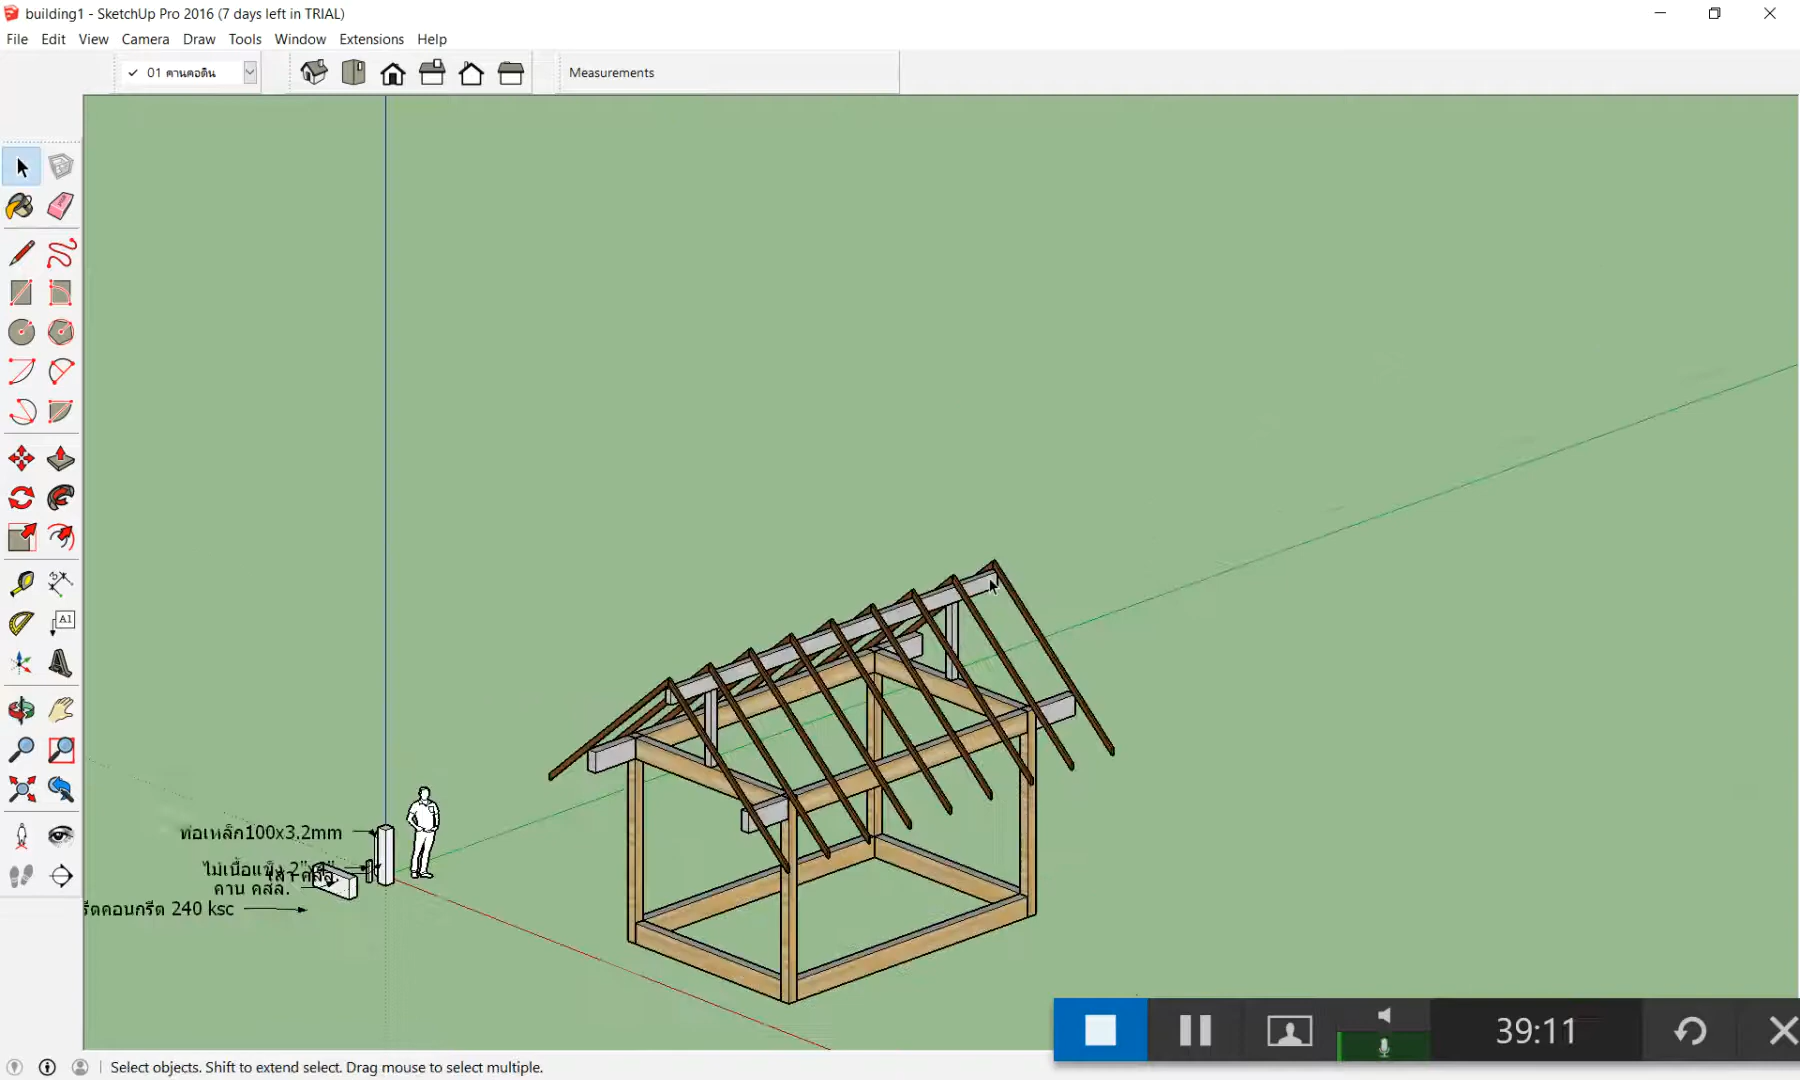 building1 - SketchUp Pro 2016 (7 days left in TRIAL)
File Edit View Camera Draw Tools Window Extensions Help
01 คานคอดิน
Measurements
A1
ท่อเหล็ก100x3.2mm
ไม้เนื้อแข็ง 2"x
คาน คสล.
รีตคอนกรีต 240 ksc
39:11
Select objects. Shift to extend select. Drag mouse to select multiple.